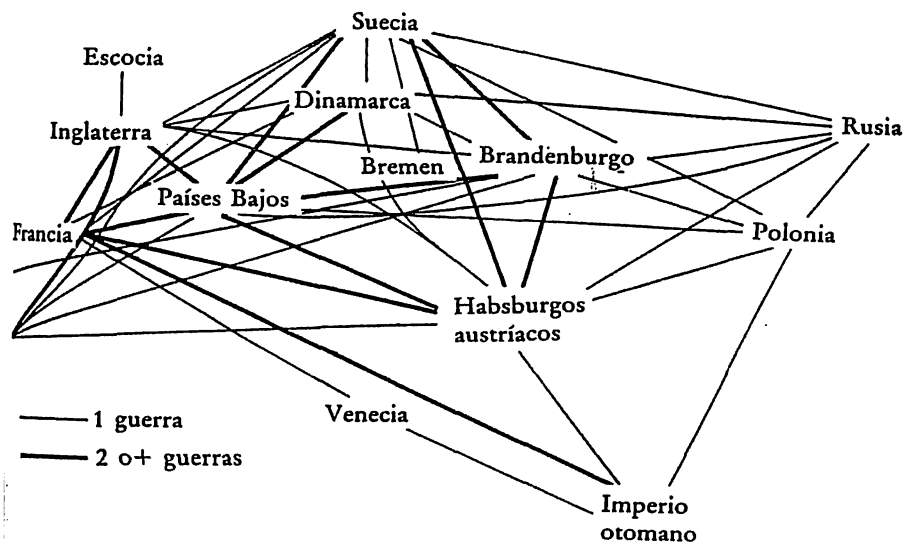 Suecia
Escocia
Dinamarca
Inglaterra
Rusia
Bremen
Brandenburgo
Países Bajos
Francia
Polonia
Habsburgos
austríacos
Venecia
1 guerra
2 o+ guerras
Imperio
otomano